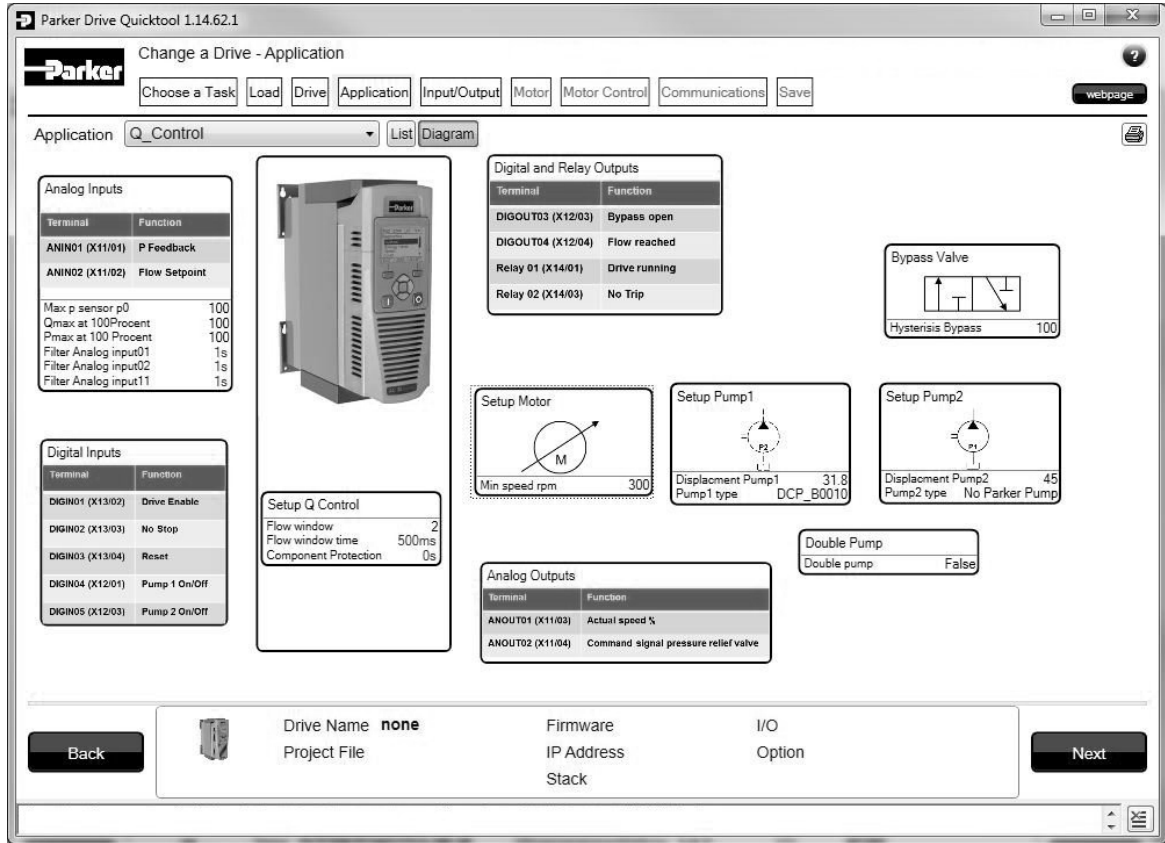 Parker Drive Quicktool 1.14.62.1
Parker
Change a Drive - Application
?
Choose a Task Load Drive Application Input/Output Motor Motor Control Communications Save
webpage
Application Q_Control List Diagram
Analog Inputs
Terminal Function
ANIN01 (X11/01) P Feedback
ANIN02 (X11/02) Flow Setpoint
Max p sensor p0 100
Qmax at 100Procent 100
Pmax at 100 Procent 100
Filter Analog input01 1s
Filter Analog input02 1s
Filter Analog input11 1s
Digital Inputs
Terminal Function
DIGIN01 (X13/02) Drive Enable
DIGIN02 (X13/03) No Stop
DIGIN03 (X13/04) Reset
DIGIN04 (X12/01) Pump 1 On/Off
DIGIN05 (X12/03) Pump 2 On/Off
Parker
Setup Q Control
Flow window 2
Flow window time 500ms
Component Protection 0s
Digital and Relay Outputs
Terminal Function
DIGOUT03 (X12/03) Bypass open
DIGOUT04 (X12/04) Flow reached
Relay 01 (X14/01) Drive running
Relay 02 (X14/03) No Trip
Bypass Valve
Hysterisis Bypass 100
Setup Motor
M
Min speed rpm 300
Setup Pump1
P2
Displacment Pump1 31.8
Pump1 type DCP_B0010
Setup Pump2
P1
Displacment Pump2 45
Pump2 type No Parker Pump
Double Pump
Double pump False
Analog Outputs
Terminal Function
ANOUT01 (X11/03) Actual speed %
ANOUT02 (X11/04) Command signal pressure relief valve
Back
Drive Name none Firmware I/O
Project File IP Address Option
Stack
Next